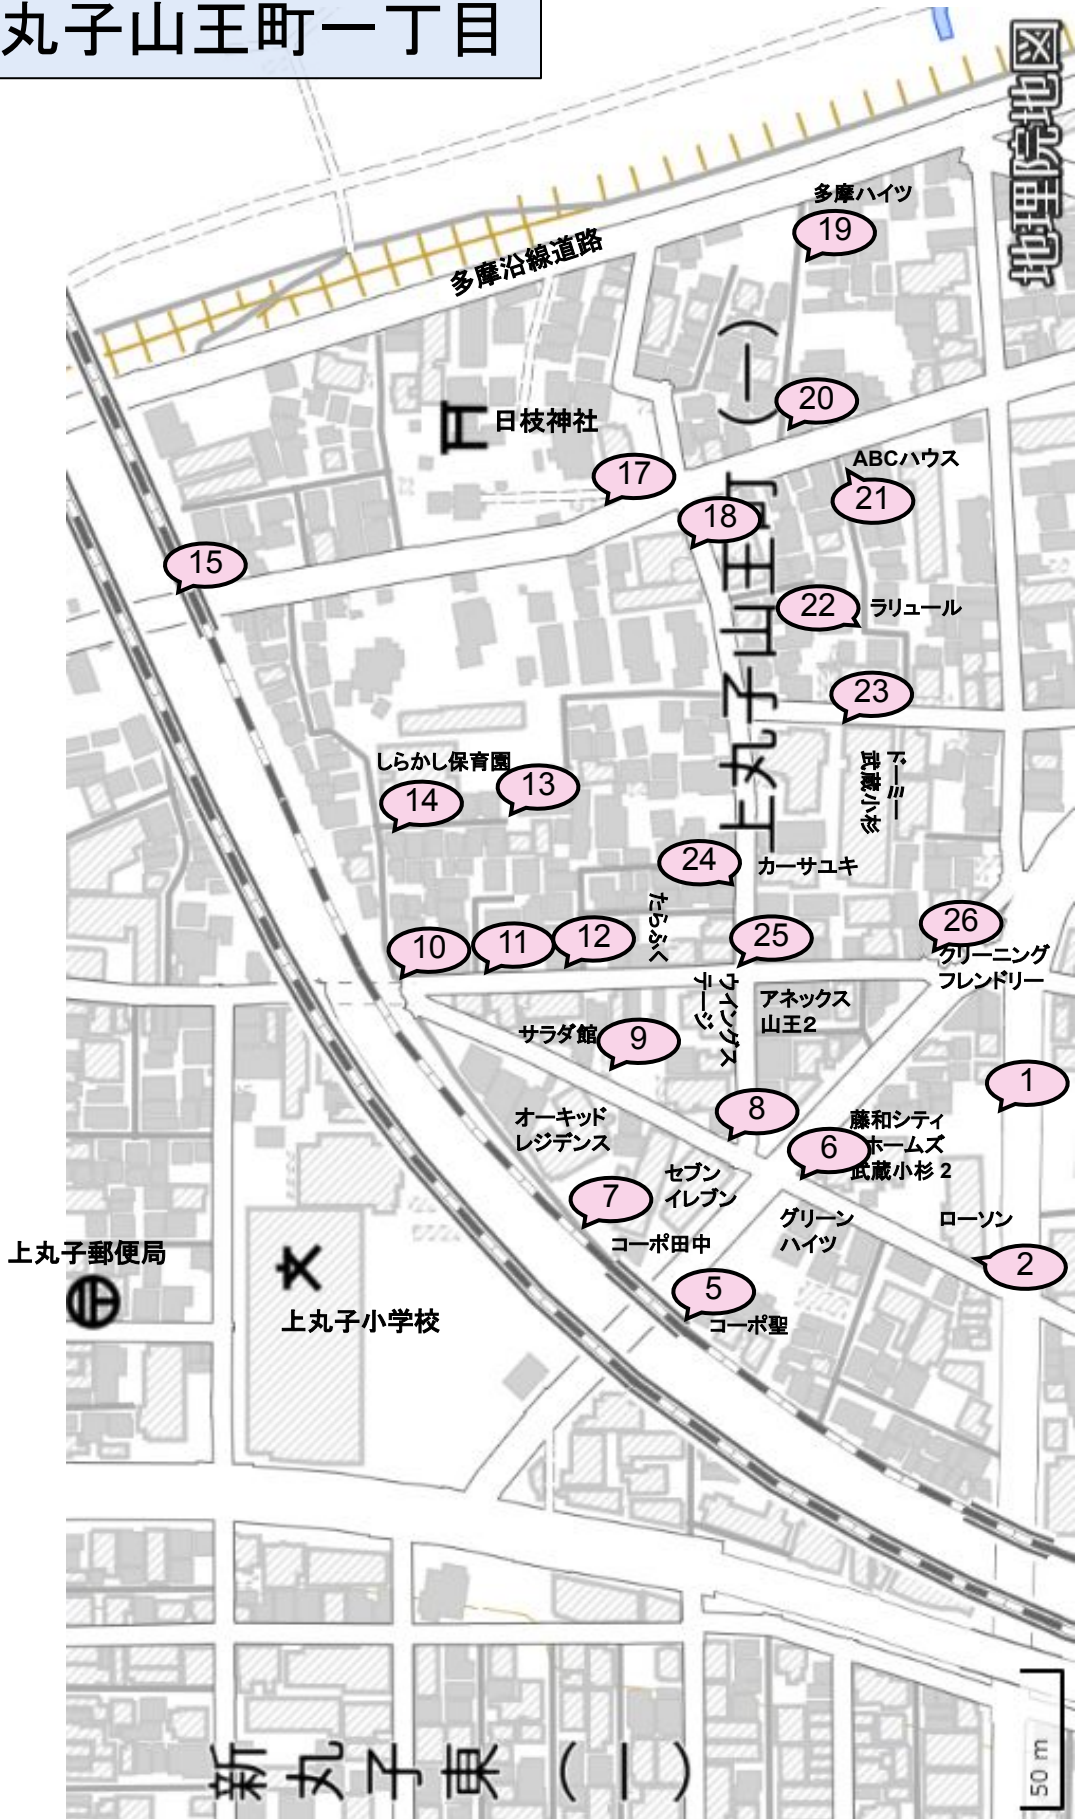 丸子山王町一丁目
地理院地図
多摩ハイツ
19
多摩沿線道路
(一)
20
日枝神社
ABCハウス
17
21
18
上丸子山王町
15
22
ラリュール
23
しらかし保育園
13
14
ドーミー
武蔵小杉
24
カーサユキ
たらふく
10
11
12
25
26
クリーニング
フレンドリー
ウィングス
テージ
アネックス
山王2
サラダ館
9
1
8
オーキッド
レジデンス
藤和シティ
ホームズ
武蔵小杉 2
6
セブン
イレブン
7
グリーン
ハイツ
ローソン
コーポ田中
2
上丸子郵便局
文
5
上丸子小学校
コーポ聖
新丸子東(一)
50 m